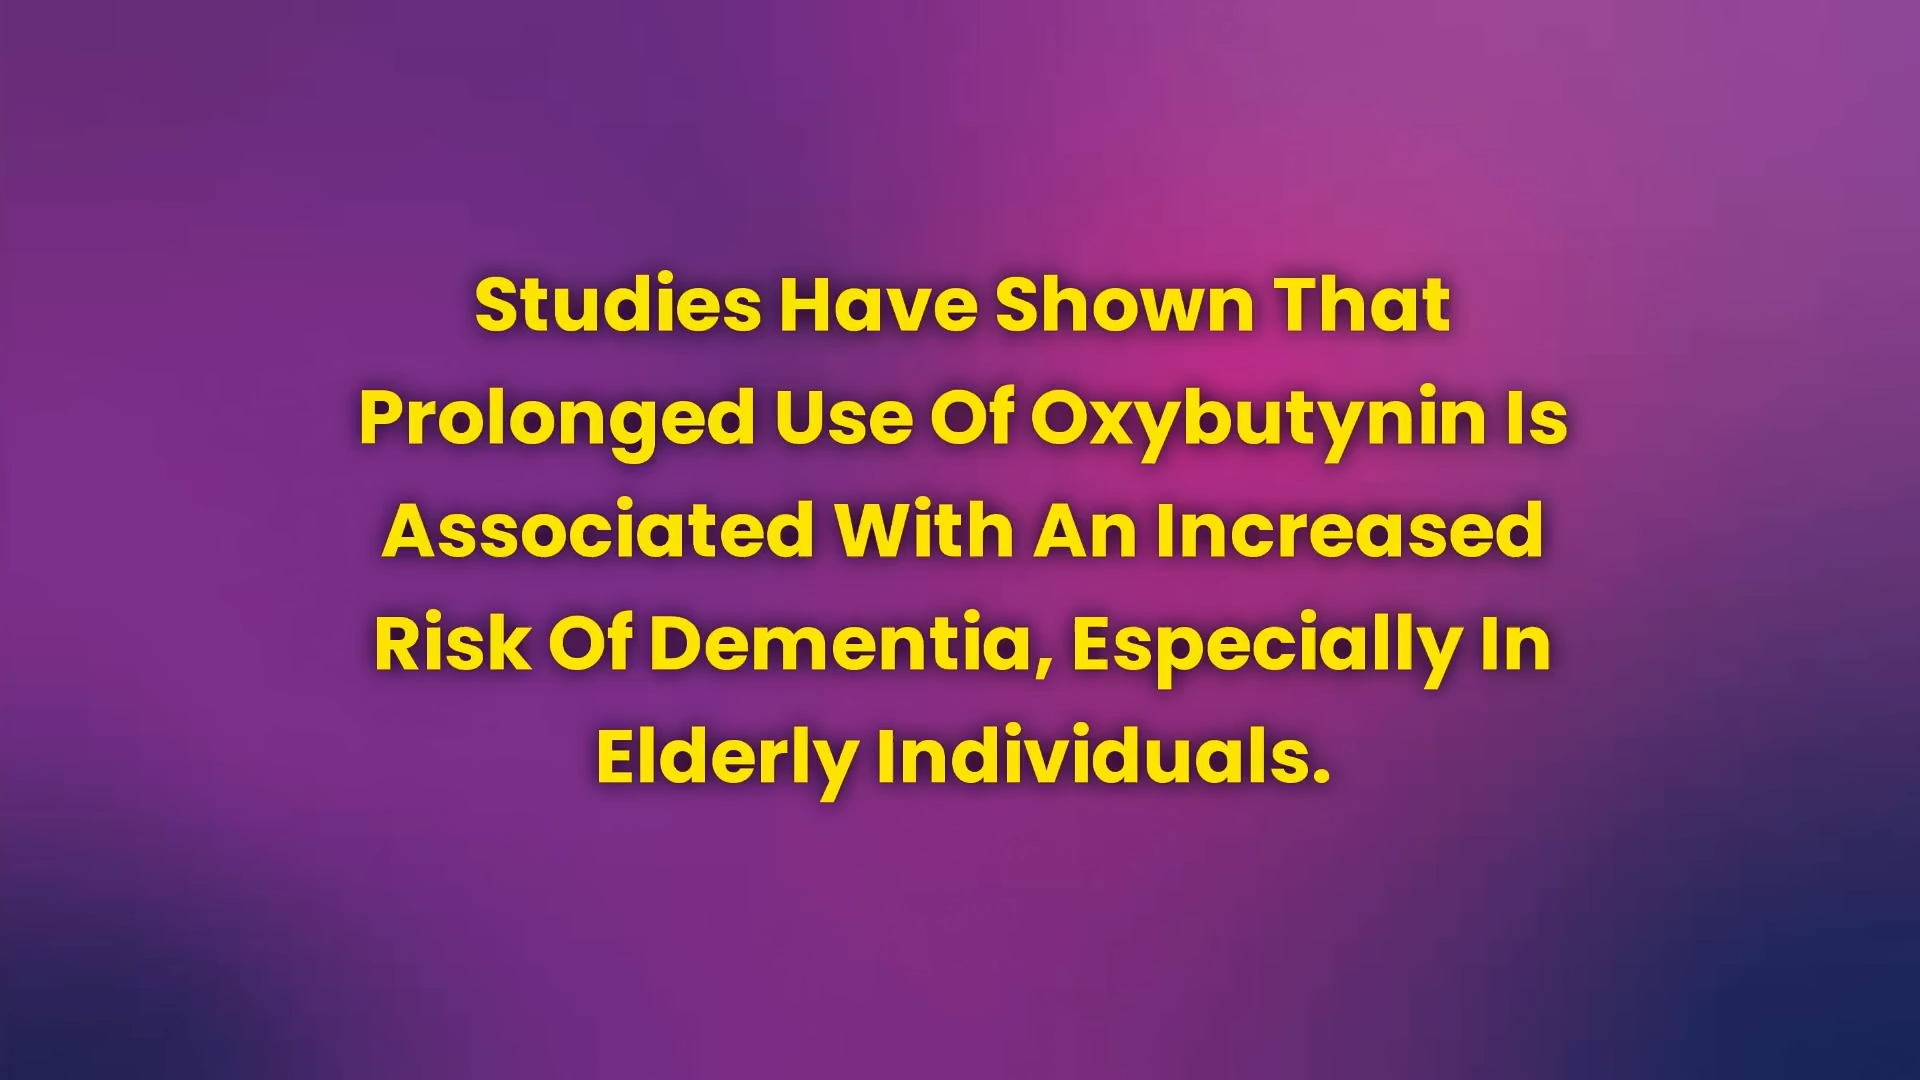 Studies Have Shown That
Prolonged Use Of Oxybutynin Is
Associated With An Increased
Risk Of Dementia, Especially In
Elderly Individuals.